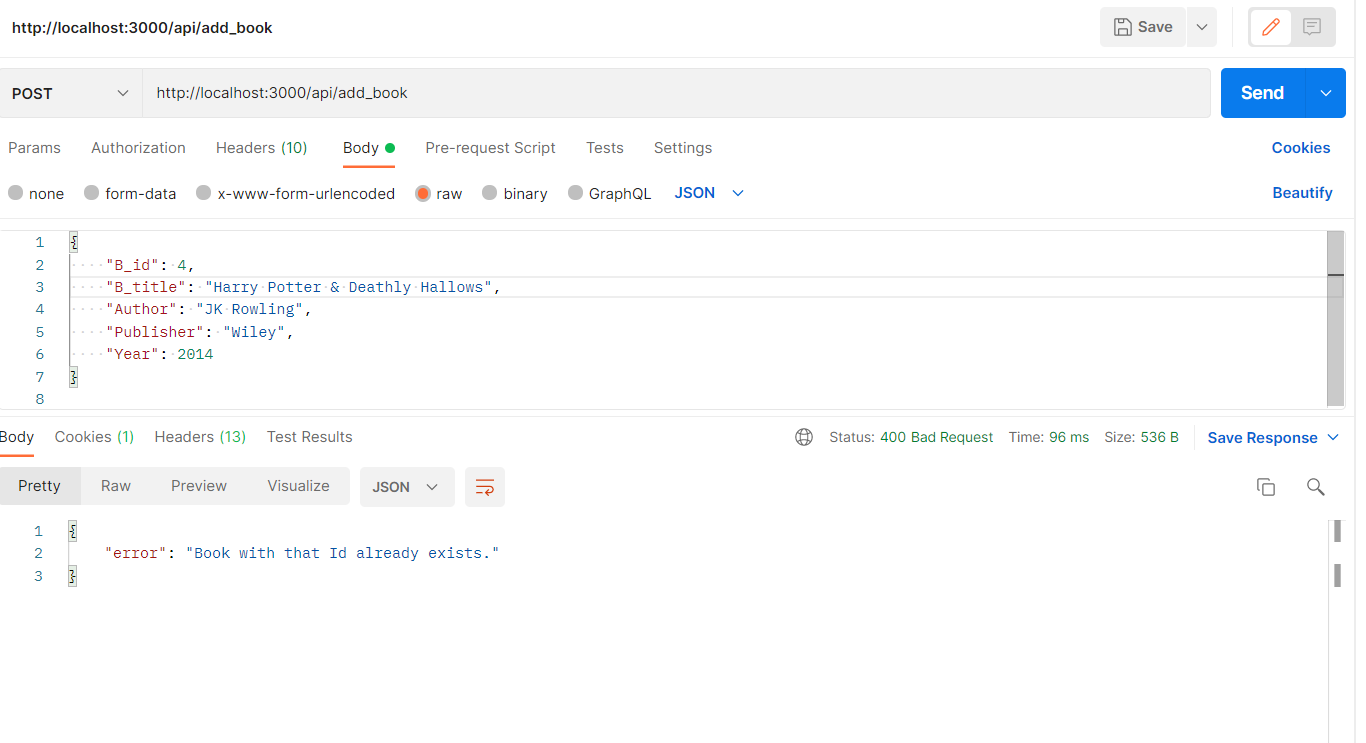 http://localhost:3000/api/add_book Save
POST http://localhost:3000/api/add_book Send
Params Authorization Headers (10) Body Pre-request Script Tests Settings Cookies
none form-data x-www-form-urlencoded raw binary GraphQL JSON Beautify
1 {
2 "B_id": 4,
3 "B_title": "Harry Potter & Deathly Hallows",
4 "Author": "JK Rowling",
5 "Publisher": "Wiley",
6 "Year": 2014
7 }
8
Body Cookies (1) Headers (13) Test Results Status: 400 Bad Request Time: 96 ms Size: 536 B Save Response
Pretty Raw Preview Visualize JSON
1 {
2 "error": "Book with that Id already exists."
3 }